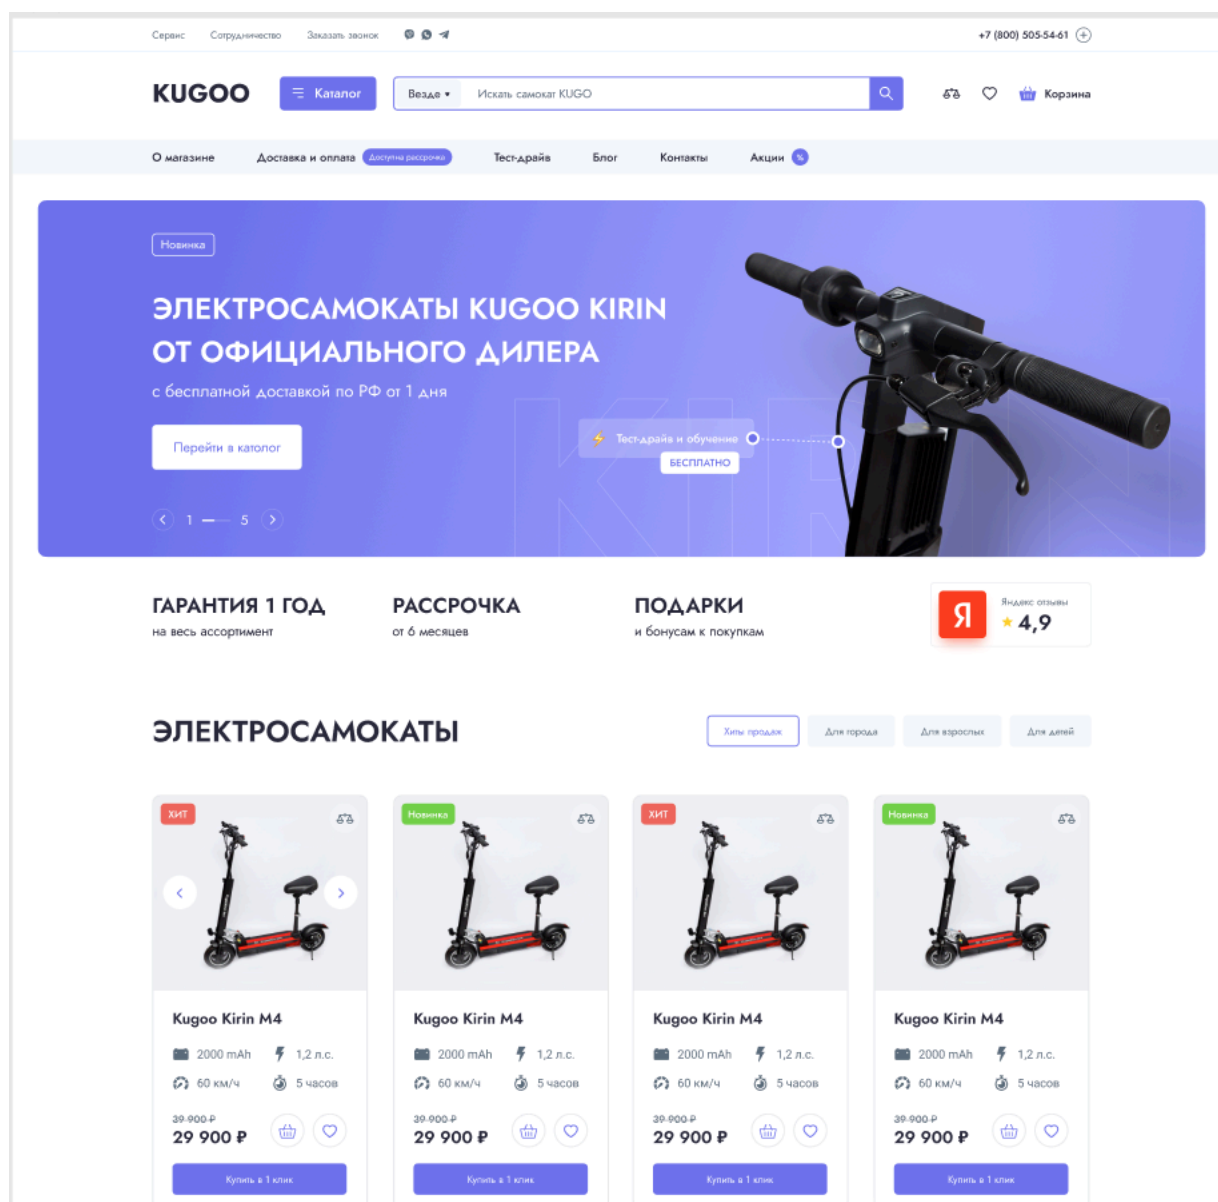 Сервис Сотрудничество Заказать звонок +7 (800) 505-54-61
KUGOO Каталог Везде Искать самокат KUGO Корзина
О магазине Доставка и оплата Доступна рассрочка Тест-драйв Блог Контакты Акции %
Новинка
ЭЛЕКТРОСАМОКАТЫ KUGOO KIRIN
ОТ ОФИЦИАЛЬНОГО ДИЛЕРА
с бесплатной доставкой по РФ от 1 дня
KIRIN
Перейти в католог
Тест-драйв и обучение
БЕСПЛАТНО
1 5
ГАРАНТИЯ 1 ГОД
на весь ассортимент
РАССРОЧКА
от 6 месяцев
ПОДАРКИ
и бонусам к покупкам
Я
Яндекс отзывы
4,9
ЭЛЕКТРОСАМОКАТЫ
Хиты продаж Для города Для взрослых Для детей
ХИТ
Kugoo Kirin M4
2000 mAh 1,2 л.с.
60 км/ч 5 часов
39 900 ₽
29 900 ₽
Купить в 1 клик
Новинка
Kugoo Kirin M4
2000 mAh 1,2 л.с.
60 км/ч 5 часов
39 900 ₽
29 900 ₽
Купить в 1 клик
ХИТ
Kugoo Kirin M4
2000 mAh 1,2 л.с.
60 км/ч 5 часов
39 900 ₽
29 900 ₽
Купить в 1 клик
Новинка
Kugoo Kirin M4
2000 mAh 1,2 л.с.
60 км/ч 5 часов
39 900 ₽
29 900 ₽
Купить в 1 клик